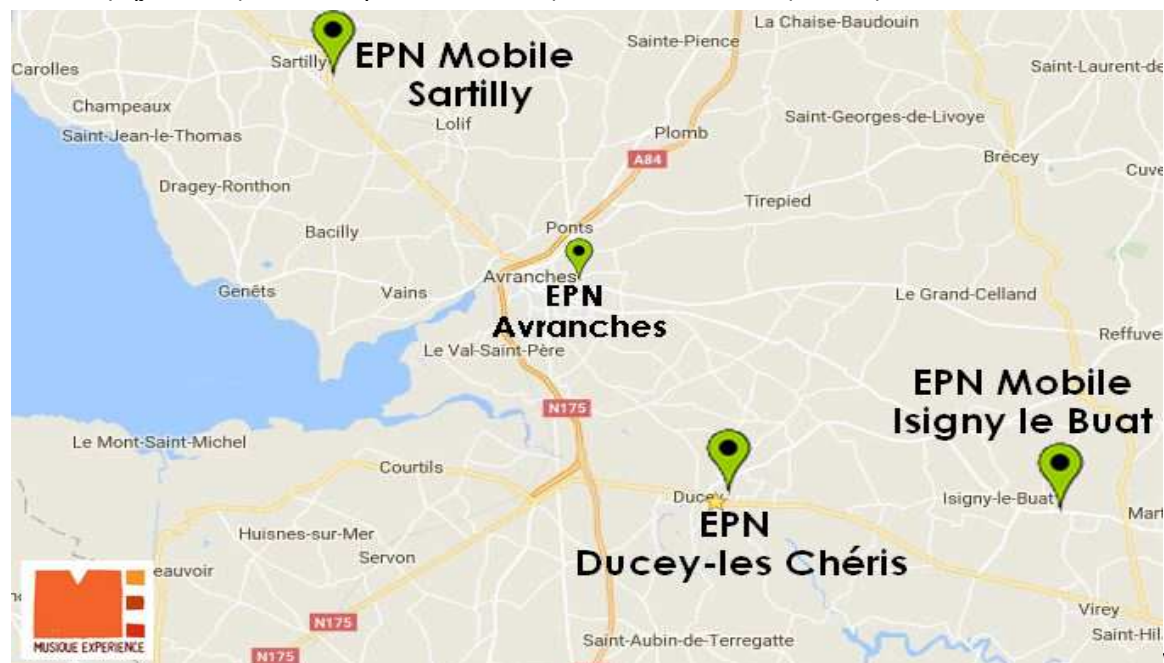 La Chaise-Baudouin
Sainte-Pience
Sartilly
EPN Mobile
Sartilly
Carolles
Saint-Laurent-de
Champeaux
Lolif
Saint-Georges-de-Livoye
Saint-Jean-le-Thomas
Plomb
A84
Brécey
Cuve
Dragey-Ronthon
Tirepied
Bacilly
Ponts
Avranches
EPN
Avranches
Genêts
Vains
Le Grand-Celland
Reffuve
Le Val-Saint-Père
EPN Mobile
Isigny le Buat
N175
Le Mont-Saint-Michel
Courtils
Ducey
Isigny-le-Buat
Mart
EPN
Ducey-les Chéris
Huisnes-sur-Mer
Servon
eauvoir
MUSIQUE EXPERIENCE
N175
N175
Virey
Saint-Hil
Saint-Aubin-de-Terregatte